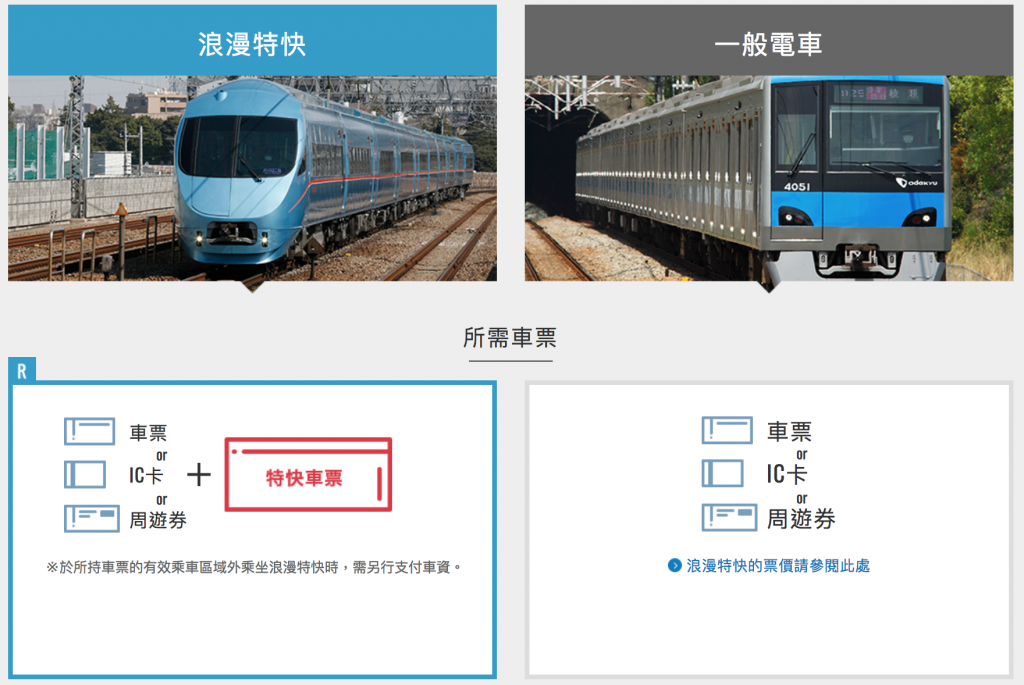 浪漫特快
一般電車
4051
ODAKYU
所需車票
R
車票
or
IC卡
or
周遊券
+
特快車票
※於所持車票的有效乘車區域外乘坐浪漫特快時，需另行支付車資。
車票
or
IC卡
or
周遊券
浪漫特快的票價請參閱此處